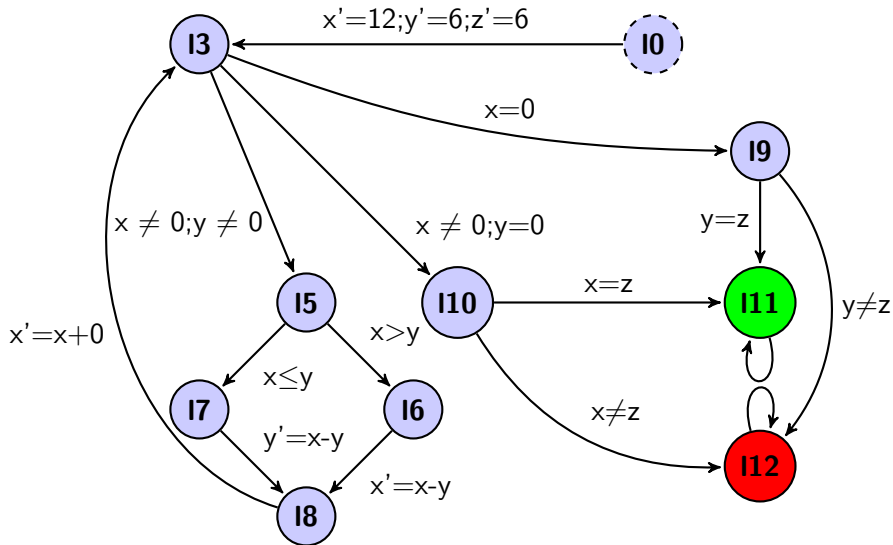 x'=12;y'=6;z'=6
l3
l0
x=0
l9
x ≠ 0;y ≠ 0
x ≠ 0;y=0
y=z
l5
l10
x=z
l11
y≠z
x'=x+0
x>y
x≤y
l7
l6
x≠z
y'=x-y
l12
x'=x-y
l8